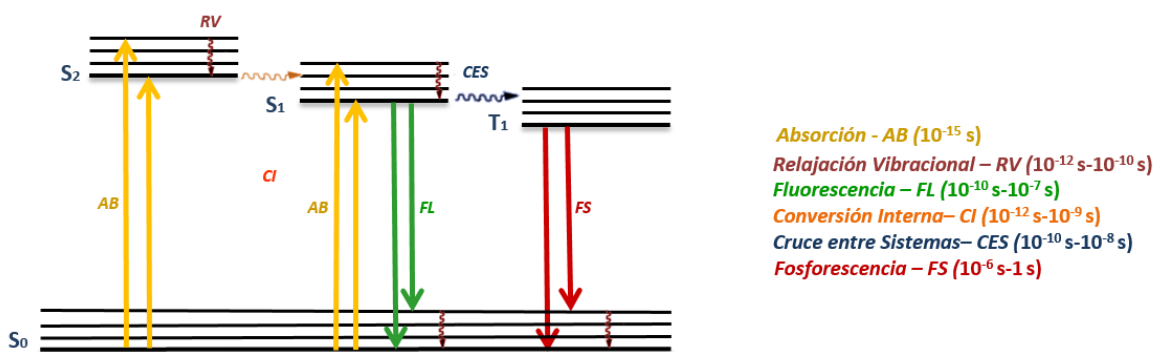 RV
S2
CES
S1
T1
CI
AB
AB
FL
FS
S0
Absorción - AB (10-15 s)
Relajación Vibracional – RV (10-12 s-10-10 s)
Fluorescencia – FL (10-10 s-10-7 s)
Conversión Interna– CI (10-12 s-10-9 s)
Cruce entre Sistemas– CES (10-10 s-10-8 s)
Fosforescencia – FS (10-6 s-1 s)